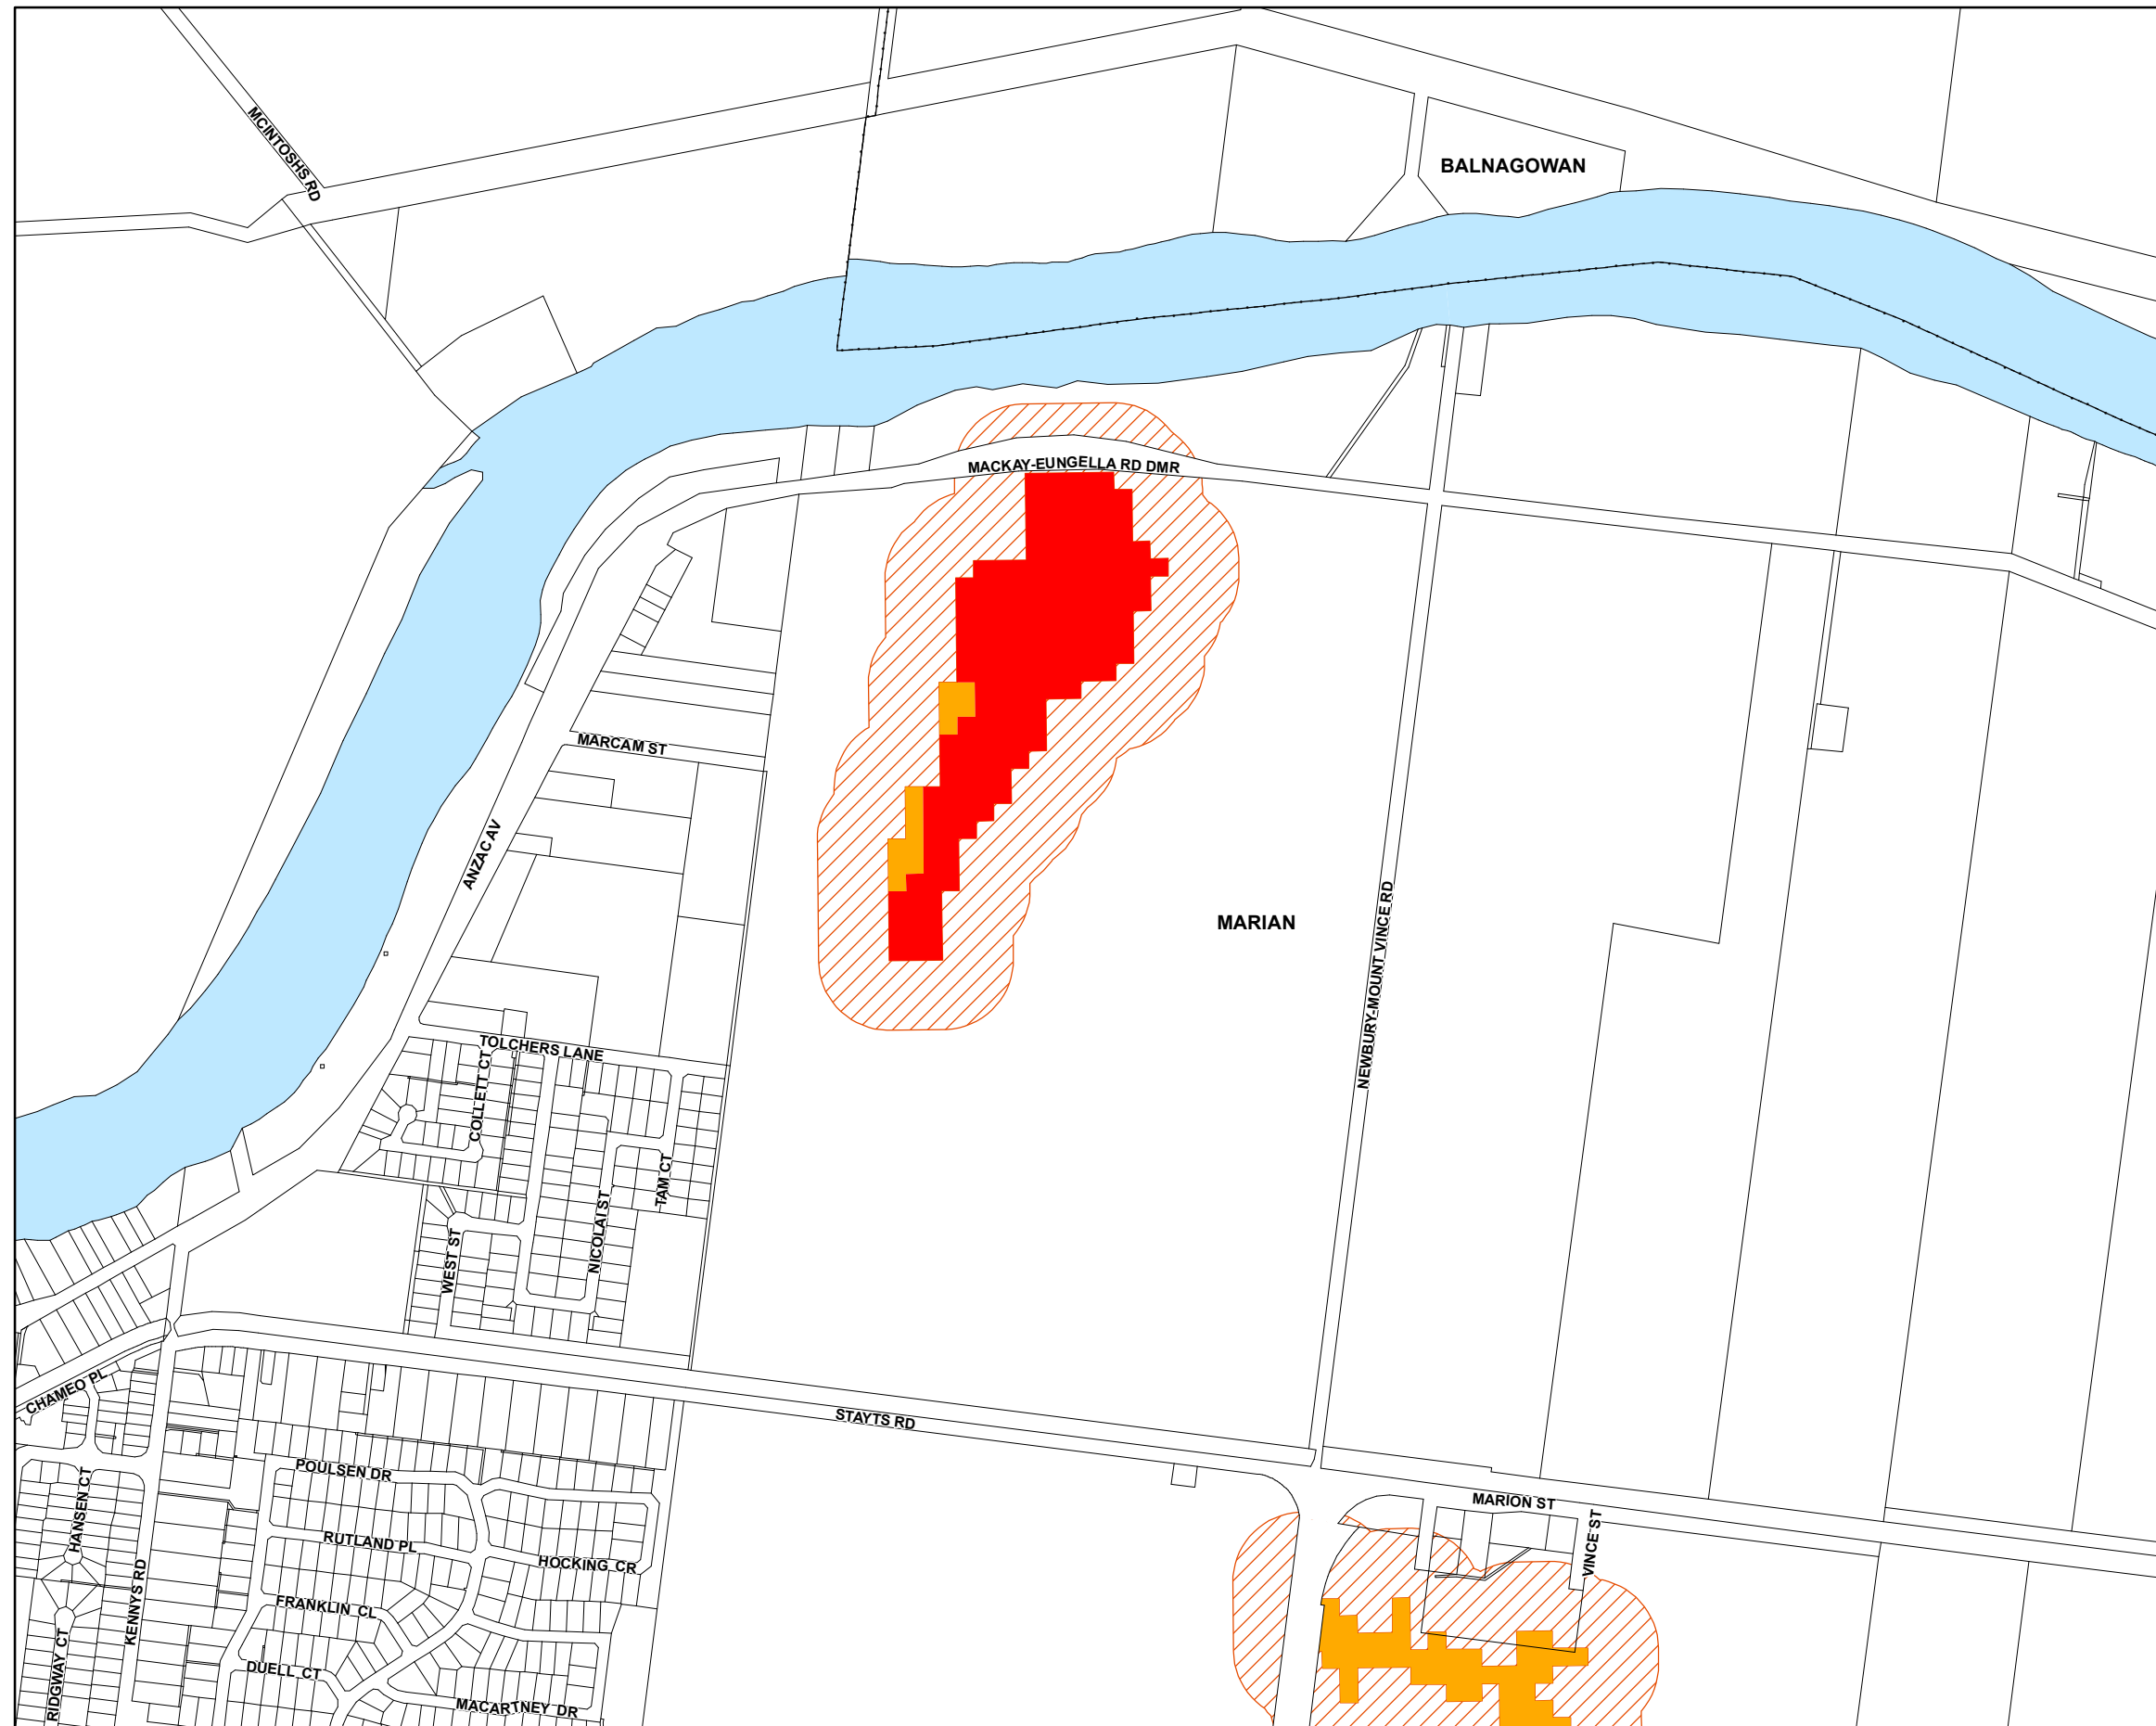 MCINTOSHS RD
BALNAGOWAN
MACKAY-EUNGELLA RD DMR
MARCAM ST
ANZAC AV
MARIAN
NEWBURY-MOUNT VINCE RD
TOLCHERS LANE
COLLETT CT
TAM CT
NICOLAI ST
WEST ST
CHAMEO PL
STAYTS RD
POULSEN DR
MARION ST
HANSEN CT
RUTLAND PL
HOCKING CR
VINCE ST
KENNYS RD
FRANKLIN CL
RIDGWAY CT
DUELL CT
MACARTNEY DR